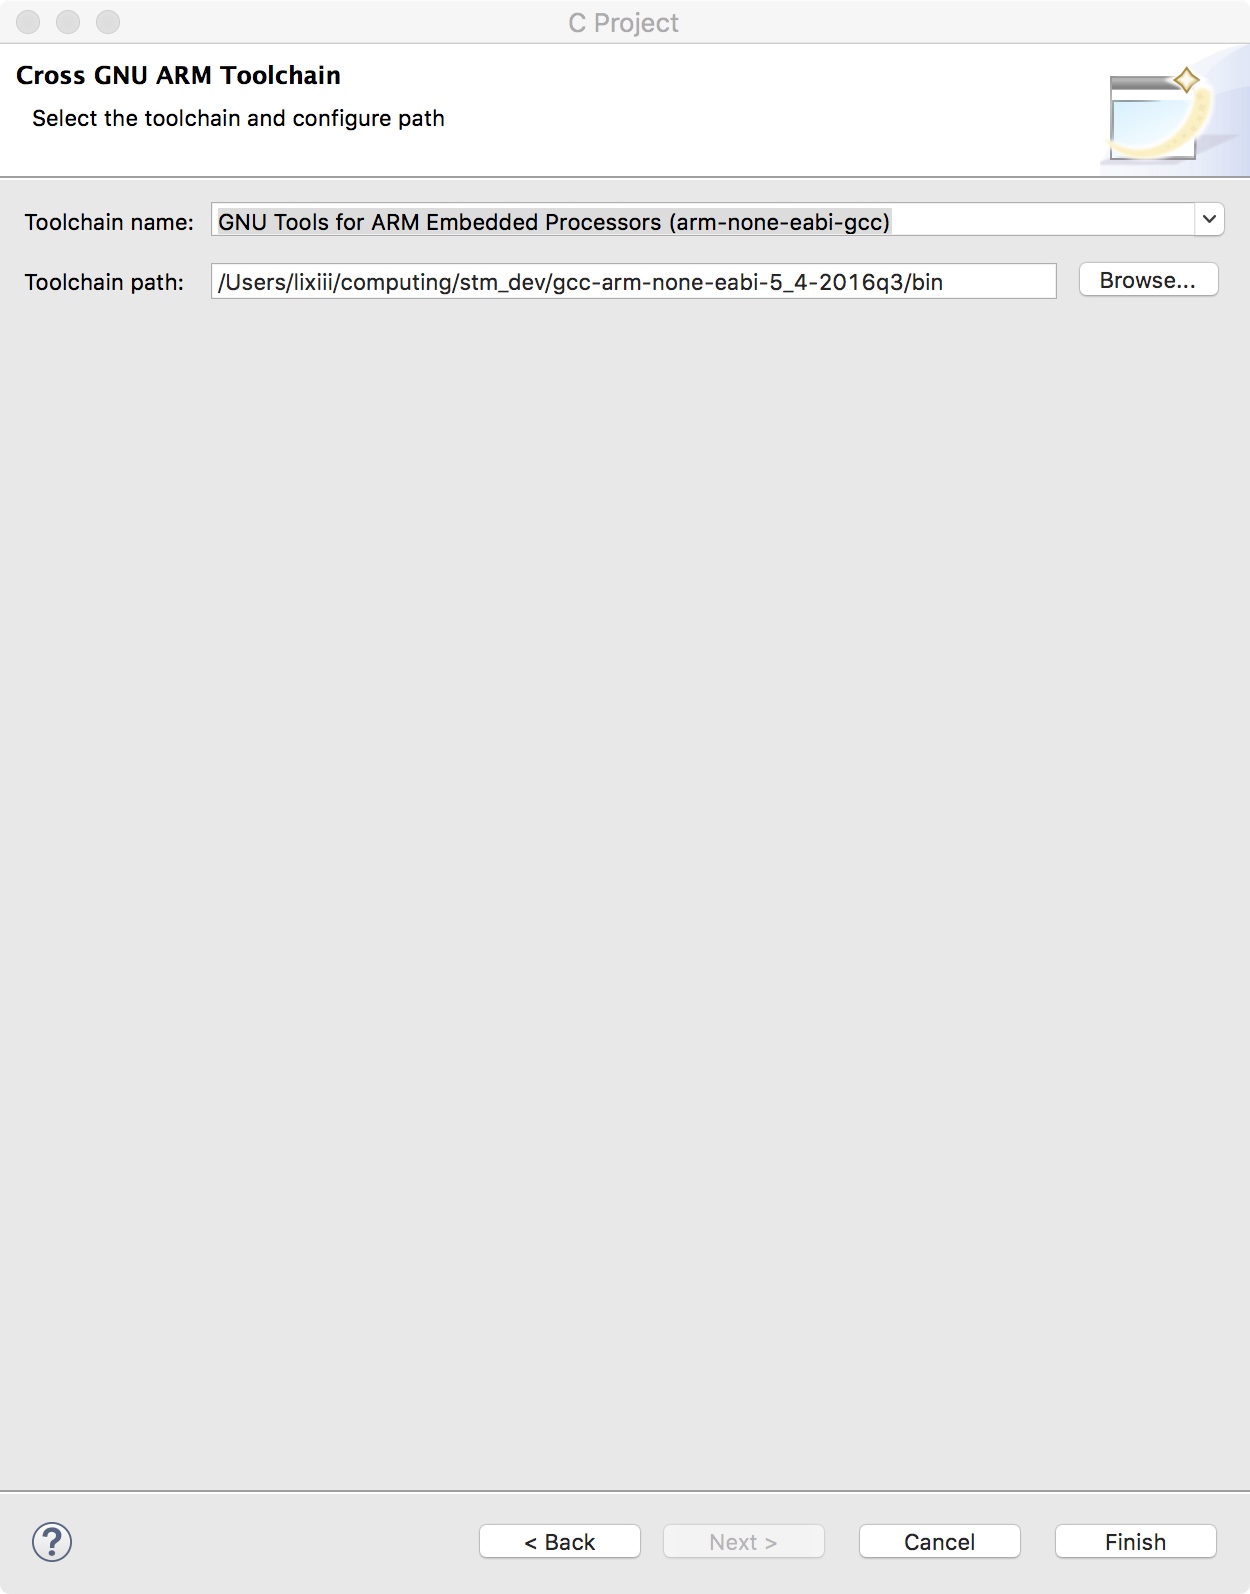 C Project
Cross GNU ARM Toolchain
Select the toolchain and configure path
Toolchain name: GNU Tools for ARM Embedded Processors (arm-none-eabi-gcc)
Toolchain path: /Users/lixiii/computing/stm_dev/gcc-arm-none-eabi-5_4-2016q3/bin Browse...
? < Back Next > Cancel Finish